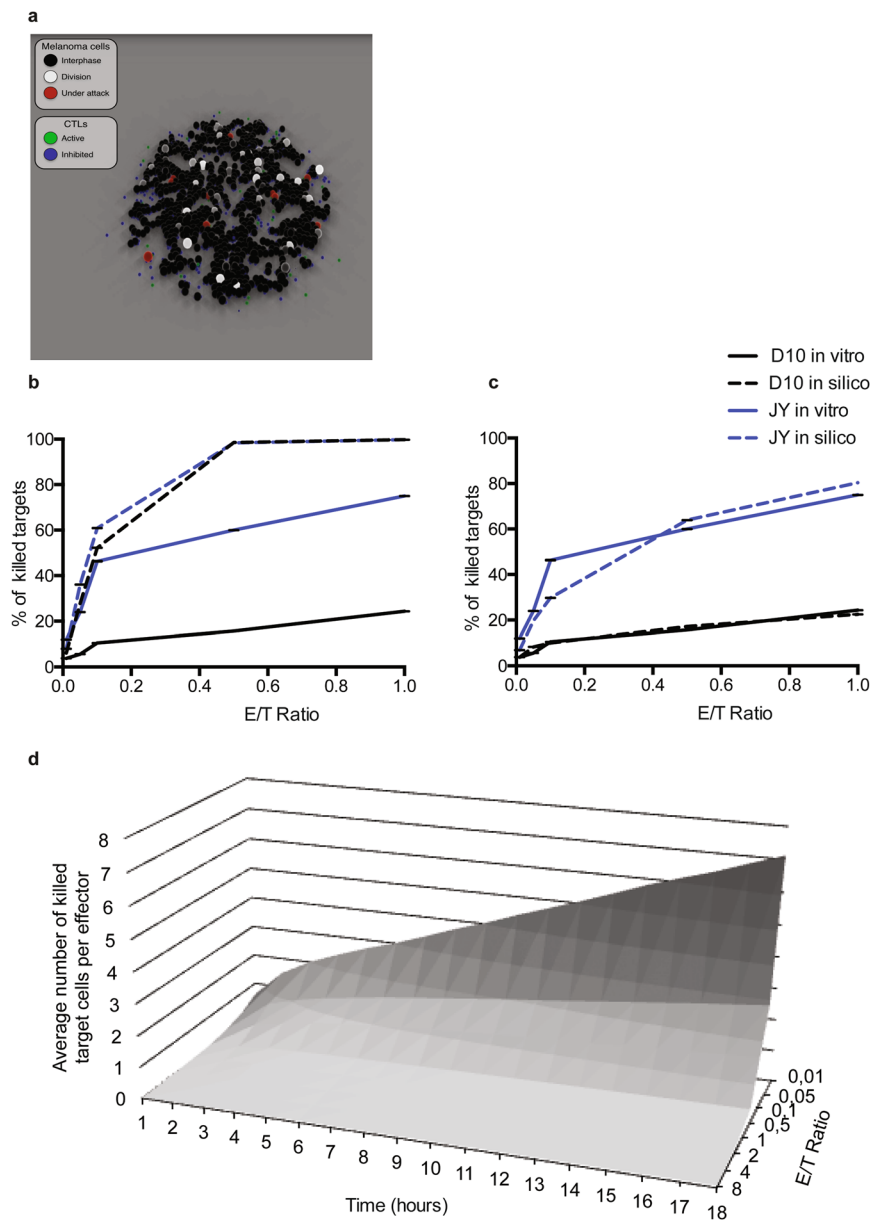 a
Melanoma cells
Interphase
Division
Under attack
CTLs
Active
Inhibited
D10 in vitro
D10 in silico
JY in vitro
JY in silico
b
100
80
60
40
20
0
0.0 0.2 0.4 0.6 0.8 1.0
% of killed targets
E/T Ratio
c
100
80
60
40
20
0
0.0 0.2 0.4 0.6 0.8 1.0
% of killed targets
E/T Ratio
d
8
7
6
5
4
3
2
1
0
Average number of killed
target cells per effector
1 2 3 4 5 6 7 8 9 10 11 12 13 14 15 16 17 18
Time (hours)
0,01
0,05
0,1
0,5
1
2
4
8
E/T Ratio